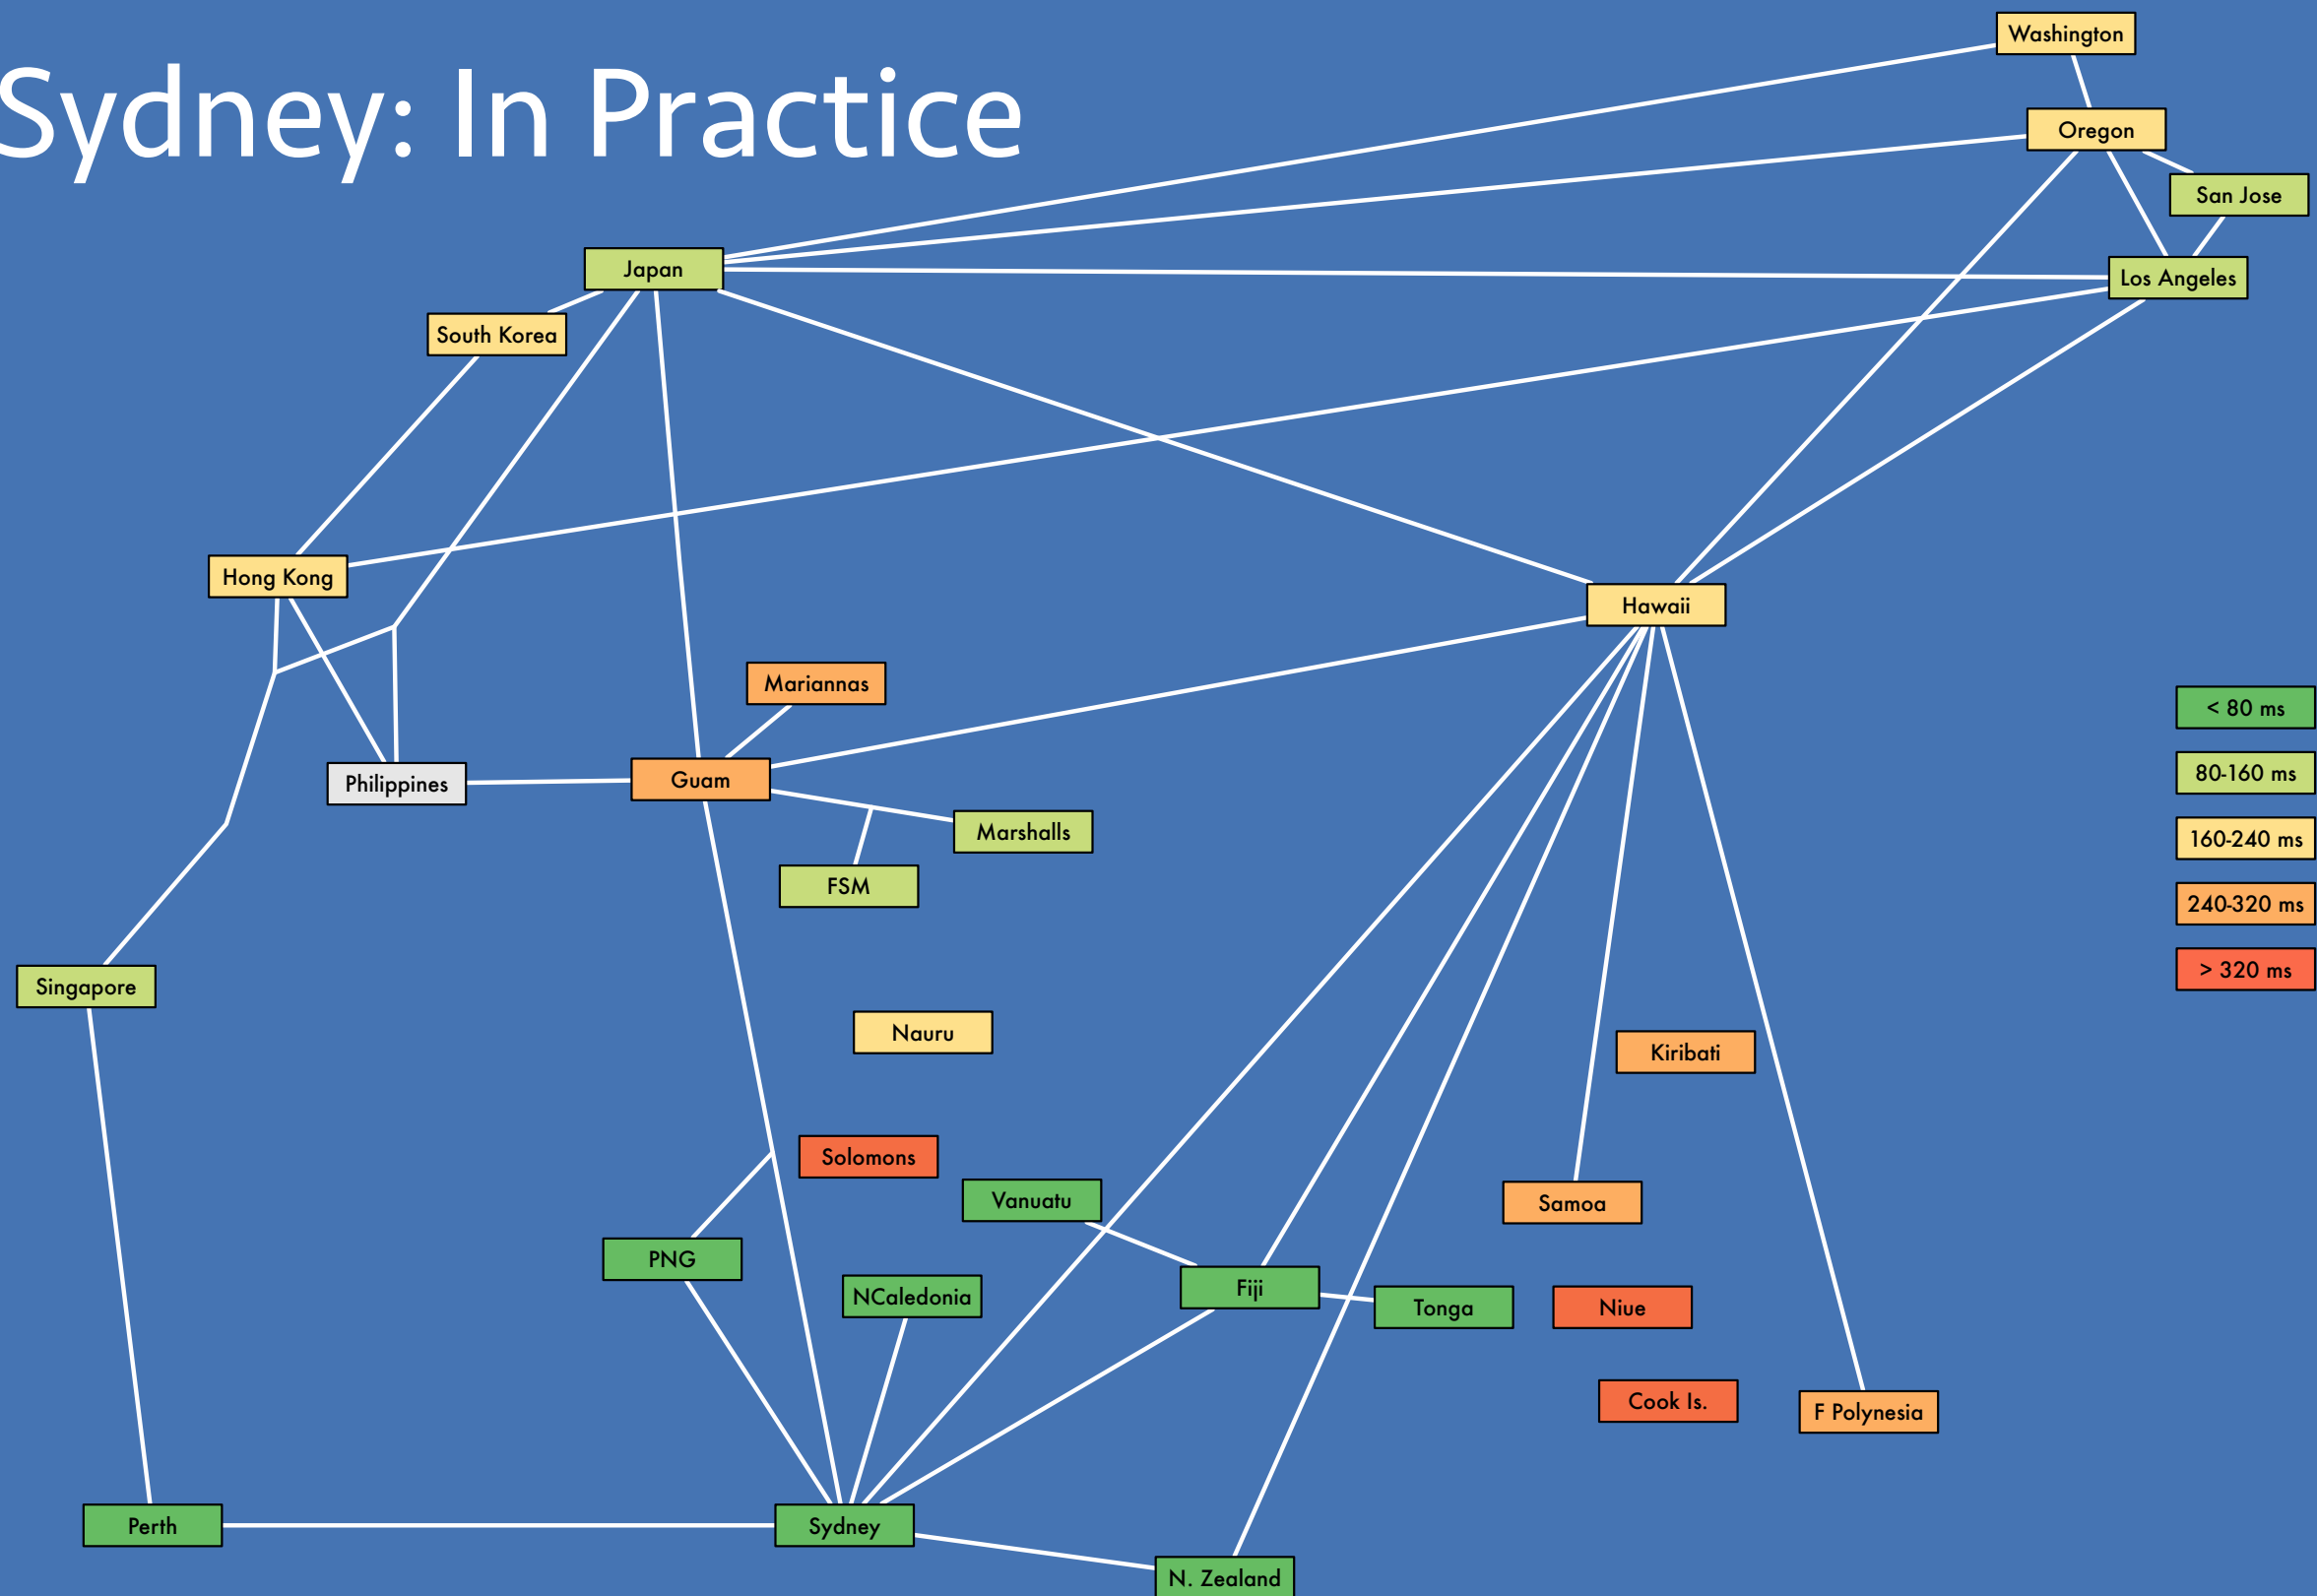 Sydney: In Practice
Washington
Oregon
San Jose
Japan
Los Angeles
South Korea
Hong Kong
Hawaii
Mariannas
< 80 ms
Philippines
Guam
80-160 ms
Marshalls
160-240 ms
FSM
240-320 ms
Singapore
> 320 ms
Nauru
Kiribati
Solomons
Vanuatu
Samoa
PNG
NCaledonia
Fiji
Tonga
Niue
Cook Is.
F Polynesia
Perth
Sydney
N. Zealand